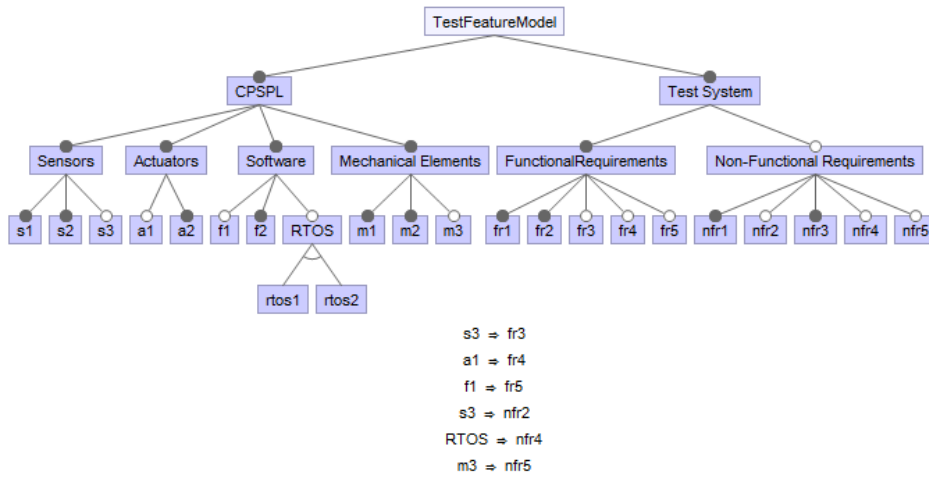 TestFeatureModel
CPSPL Test System
Sensors Actuators Software Mechanical Elements FunctionalRequirements Non-Functional Requirements
s1 s2 s3 a1 a2 f1 f2 RTOS m1 m2 m3 fr1 fr2 fr3 fr4 fr5 nfr1 nfr2 nfr3 nfr4 nfr5
rtos1 rtos2
s3 ⇒ fr3
a1 ⇒ fr4
f1 ⇒ fr5
s3 ⇒ nfr2
RTOS ⇒ nfr4
m3 ⇒ nfr5